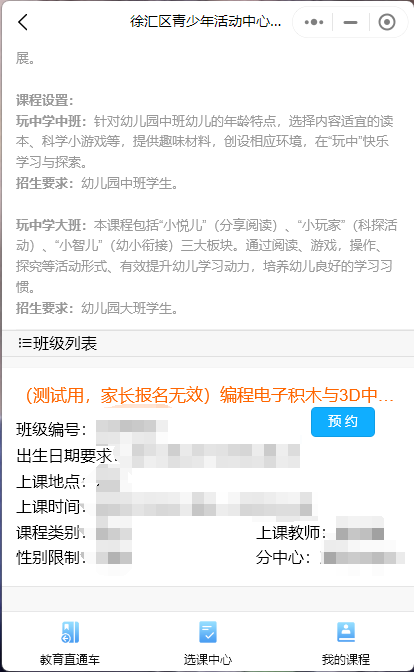 徐汇区青少年活动中心...
展。
课程设置：
玩中学中班：针对幼儿园中班幼儿的年龄特点，选择内容适宜的读
本、科学小游戏等，提供趣味材料，创设相应环境，在“玩中”快乐
学习与探索。
招生要求：幼儿园中班学生。
玩中学大班：本课程包括“小悦儿”（分享阅读）、“小玩家”（科探活
动）、“小智儿”（幼小衔接）三大板块。通过阅读、游戏，操作、
探究等活动形式、有效提升幼儿学习动力，培养幼儿良好的学习习
惯。
招生要求：幼儿园大班学生。
班级列表
（测试用，家长报名无效）编程电子积木与3D中...
班级编号：
预 约
出生日期要求：
上课地点：
上课时间：
课程类别： 上课教师：
性别限制： 分中心：
教育直通车 选课中心 我的课程